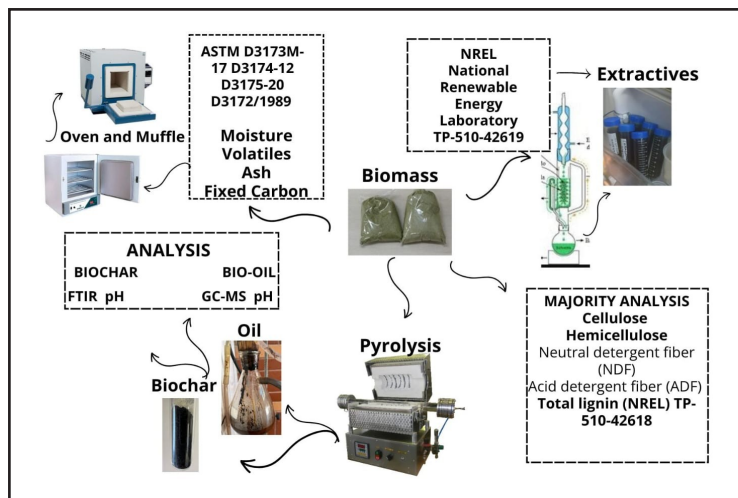 ASTM D3173M-
17 D3174-12
D3175-20
D3172/1989
Moisture
Volatiles
Ash
Fixed Carbon
Oven and Muffle
NREL
National
Renewable
Energy
Laboratory
TP-510-42619
Extractives
Biomass
ANALYSIS
BIOCHAR BIO-OIL
FTIR pH GC-MS pH
Oil
Biochar
Pyrolysis
MAJORITY ANALYSIS
Cellulose
Hemicellulose
Neutral detergent fiber
(NDF)
Acid detergent fiber (ADF)
Total lignin (NREL) TP-
510-42618